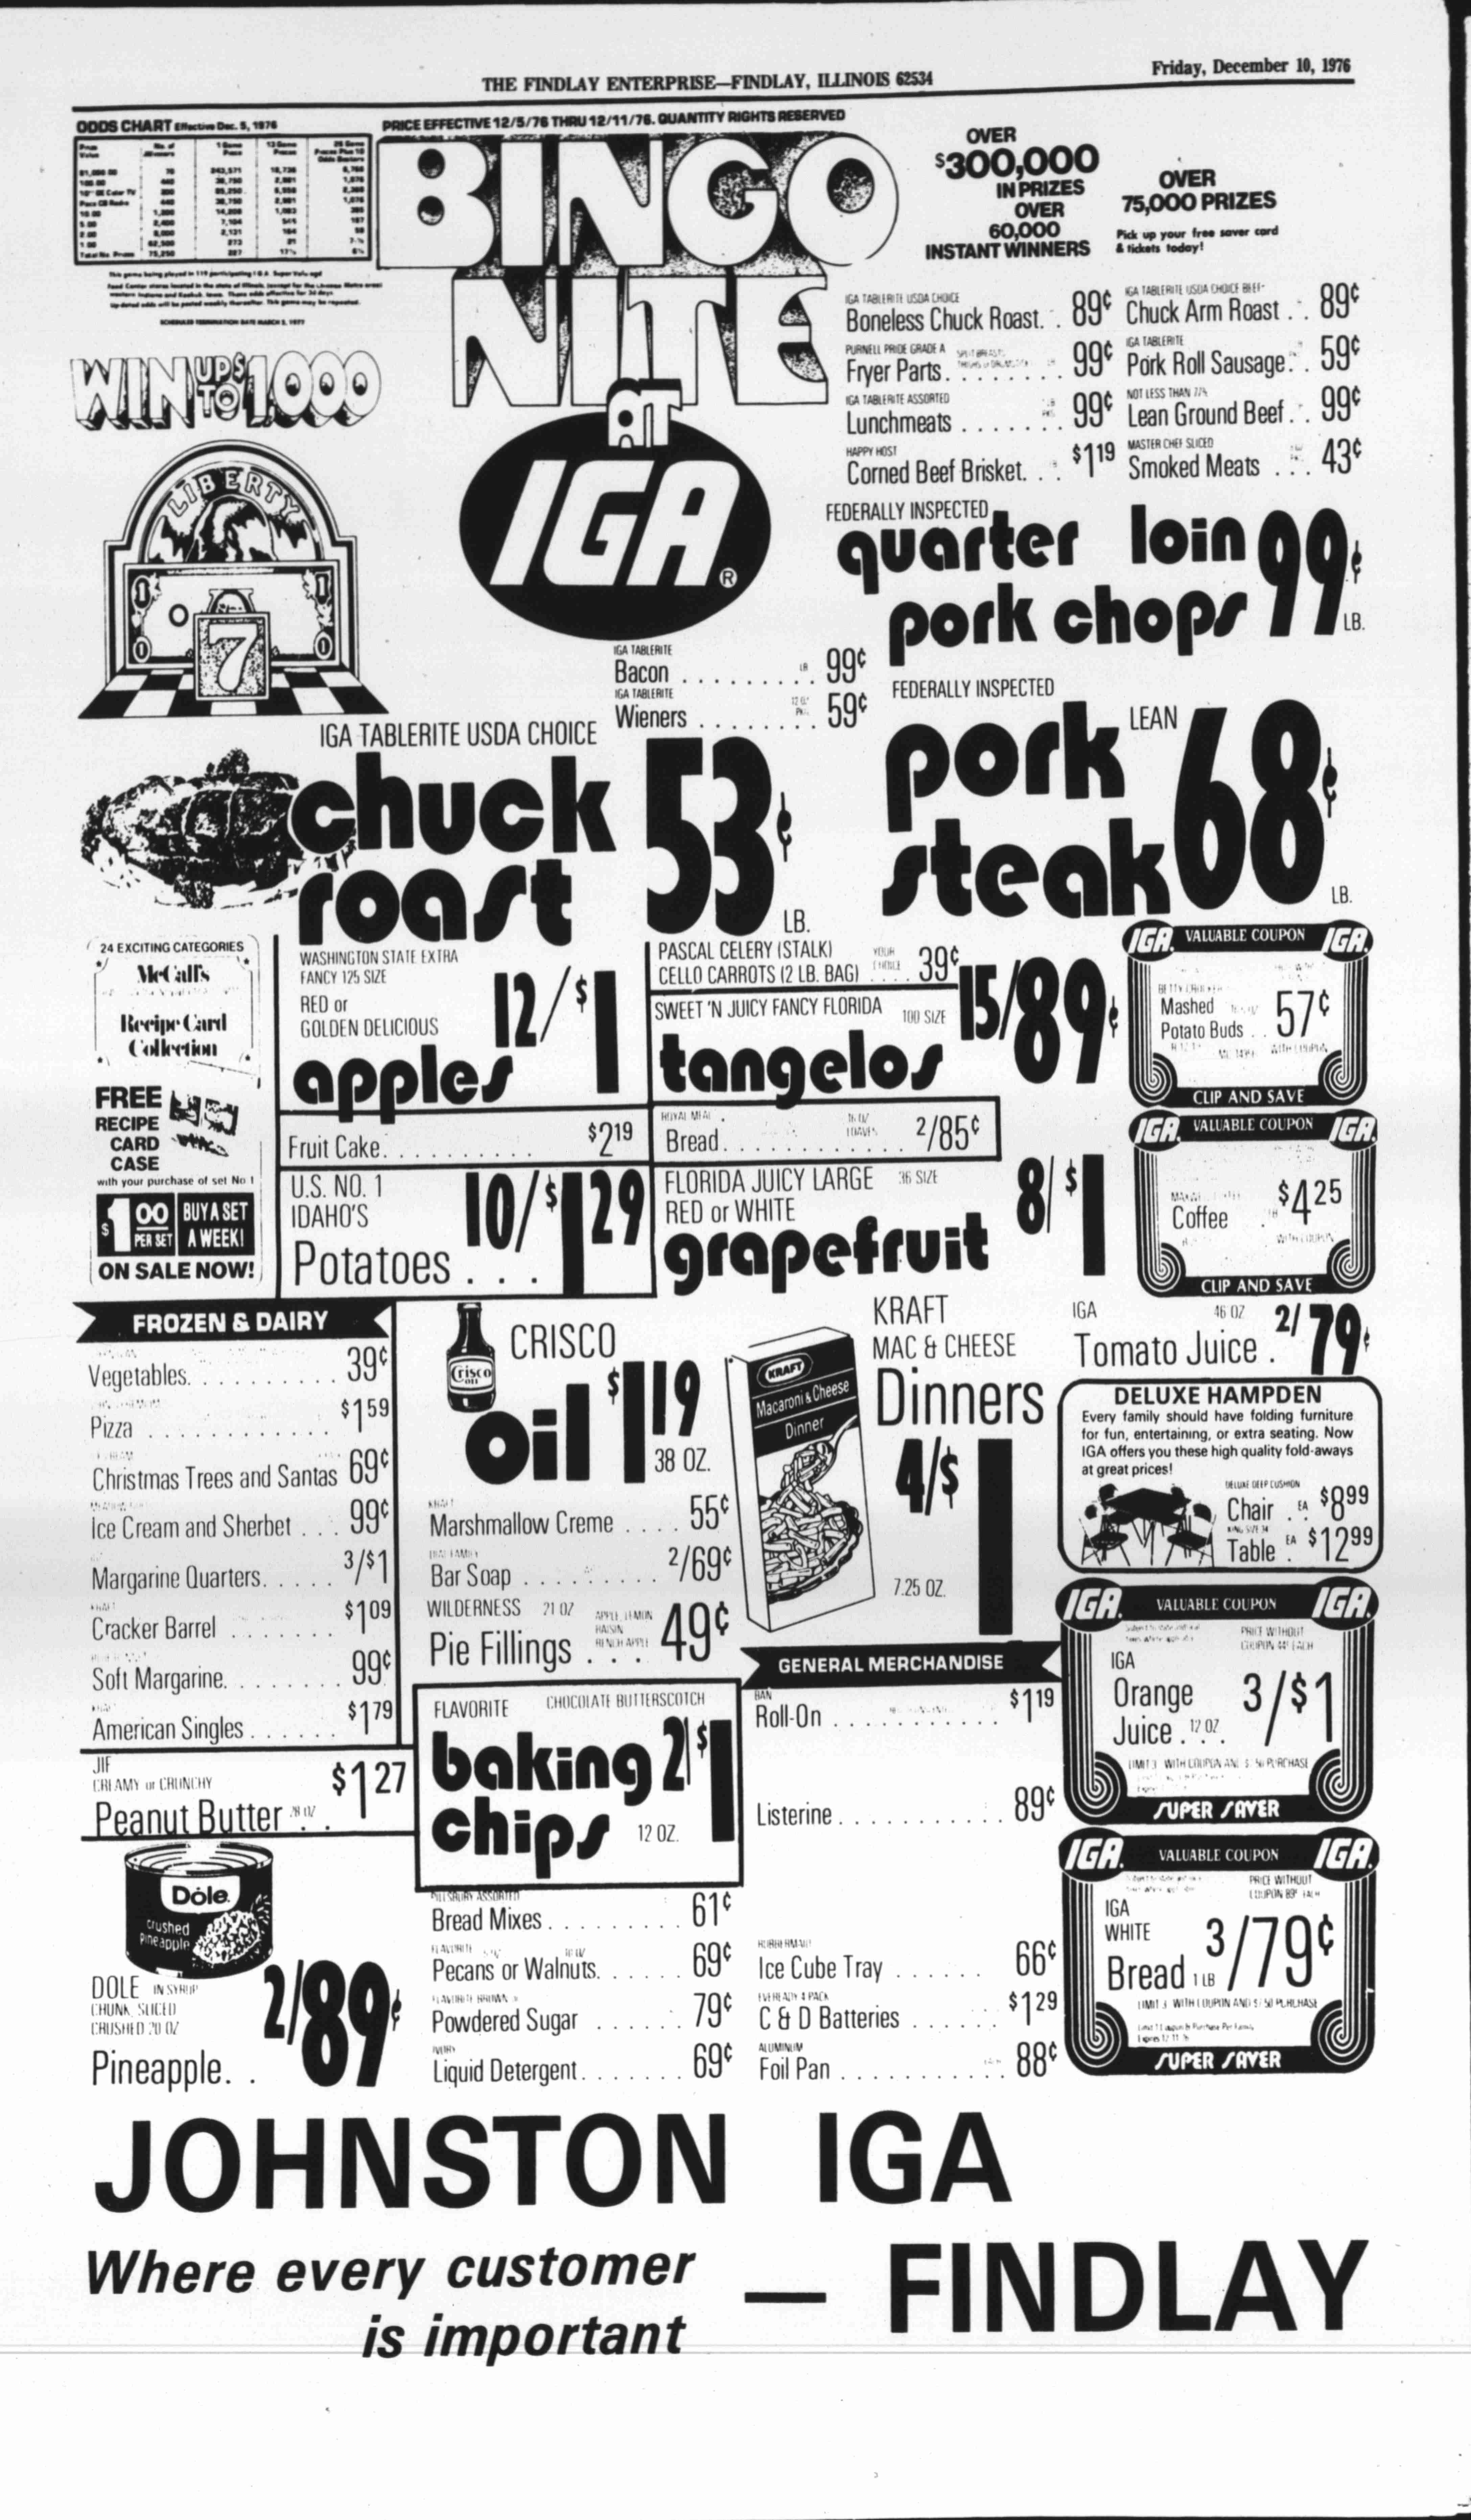 THE FINDLAY ENTERPRISE—FINDLAY, ILLINOIS 62534
Friday, December 10, 1976
ODDS CHART Effective Dec. 5, 1976
PRICE EFFECTIVE 12/5/76 THRU 12/11/76. QUANTITY RIGHTS RESERVED
SCHEDULED TERMINATION DATE MARCH 5, 1977
WIN UP TO $1,000
LIBERTY
7
BINGO
NITE
AT
IGA®
OVER
$300,000
IN PRIZES
OVER
60,000
INSTANT WINNERS
OVER
75,000 PRIZES
Pick up your free saver card
& tickets today!
IGA TABLERITE USDA CHOICE
Boneless Chuck Roast. . 89¢
PURNELL PRIDE GRADE A
Fryer Parts. . . . . . . . 99¢
IGA TABLERITE ASSORTED
Lunchmeats . . . . . . . 99¢
HAPPY HOST
Corned Beef Brisket. . . $1 19
IGA TABLERITE USDA CHOICE BEEF
Chuck Arm Roast . . 89¢
IGA TABLERITE
Pork Roll Sausage . . 59¢
NOT LESS THAN
Lean Ground Beef . . 99¢
MASTER CHEF SLICED
Smoked Meats . . . 43¢
FEDERALLY INSPECTED
quarter loin
pork chops 99¢ LB.
IGA TABLERITE
Bacon . . . . . . . . . LB 99¢
IGA TABLERITE
Wieners . . . . . . . . 59¢
FEDERALLY INSPECTED
LEAN
pork
steak 68¢ LB.
IGA TABLERITE USDA CHOICE
chuck
roast 53¢ LB.
24 EXCITING CATEGORIES
McCall's
Recipe Card
Collection
FREE
RECIPE
CARD
CASE
with your purchase of set No 1
$1 00 PER SET
BUY A SET
A WEEK!
ON SALE NOW!
WASHINGTON STATE EXTRA
FANCY 125 SIZE
RED or
GOLDEN DELICIOUS
apples 12/$1
Fruit Cake. . . . . . . . . . $2 19
U.S. NO. 1
IDAHO'S
Potatoes . . . 10/$1 29
PASCAL CELERY (STALK)
CELLO CARROTS (2 LB. BAG) . . . .
YOUR
CHOICE
39¢
SWEET 'N JUICY FANCY FLORIDA
100 SIZE
tangelos 15/89¢
ROYAL MEAL
Bread. . . . . . . . . . . . . 2/85¢
16 OZ
LOAVES
FLORIDA JUICY LARGE 36 SIZE
RED or WHITE
grapefruit 8/$1
IGA VALUABLE COUPON IGA
BETTY CROCKER
Mashed
Potato Buds . . 57¢
WITH COUPON
CLIP AND SAVE
IGA VALUABLE COUPON IGA
Coffee $4 25
WITH COUPON
CLIP AND SAVE
FROZEN & DAIRY
Vegetables. . . . . . . . . . 39¢
Pizza . . . . . . . . . . . . $1 59
Christmas Trees and Santas 69¢
Ice Cream and Sherbet . . . 99¢
Margarine Quarters. . . . . . 3/$1
KRAFT
Cracker Barrel . . . . . . . $1 09
Soft Margarine. . . . . . . . 99¢
American Singles . . . . . . $1 79
JIF
CREAMY or CRUNCHY
Peanut Butter 28 OZ . . $1 27
Dole
crushed
pineapple
DOLE IN SYRUP
CHUNK, SLICED
CRUSHED 20 OZ
Pineapple. . 2/89¢
Crisco
OIL
CRISCO
oil $1 19
38 OZ.
KRAFT
Marshmallow Creme . . . . 55¢
Bar Soap . . . . . . . . . 2/69¢
WILDERNESS 21 OZ
Pie Fillings . . . 49¢
APPLE, LEMON
RAISIN
FRENCH APPLE
FLAVORITE CHOCOLATE BUTTERSCOTCH
baking
chips 2/$1
12 OZ.
PILLSBURY ASSORTED
Bread Mixes. . . . . . . . . 61¢
FLAVORITE
Pecans or Walnuts. . . . . . 69¢
FLAVORITE BROWN
Powdered Sugar . . . . . . 79¢
IVORY
Liquid Detergent. . . . . . . 69¢
KRAFT
Macaroni & Cheese
Dinner
KRAFT
MAC & CHEESE
Dinners
4/$1
7.25 OZ.
IGA 46 OZ
Tomato Juice . 2/79¢
DELUXE HAMPDEN
Every family should have folding furniture
for fun, entertaining, or extra seating. Now
IGA offers you these high quality fold-aways
at great prices!
DELUXE DEEP CUSHION
Chair . . EA $8 99
KING SIZE 34
Table . EA $12 99
GENERAL MERCHANDISE
BAN
Roll-On . . . . . . . . . . . $1 19
Listerine . . . . . . . . . . . 89¢
RUBBERMAID
Ice Cube Tray . . . . . . 66¢
EVEREADY 4 PACK
C & D Batteries . . . . . . $1 29
ALUMINUM
Foil Pan . . . . . . . . . . . 88¢
IGA VALUABLE COUPON IGA
PRICE WITHOUT
COUPON 44¢ EACH
IGA
Orange
Juice . . . 12 OZ 3/$1
SUPER SAVER
IGA VALUABLE COUPON IGA
PRICE WITHOUT
COUPON 89¢ EACH
IGA
WHITE
Bread 1 LB 3/79¢
SUPER SAVER
JOHNSTON IGA
Where every customer
is important
— FINDLAY